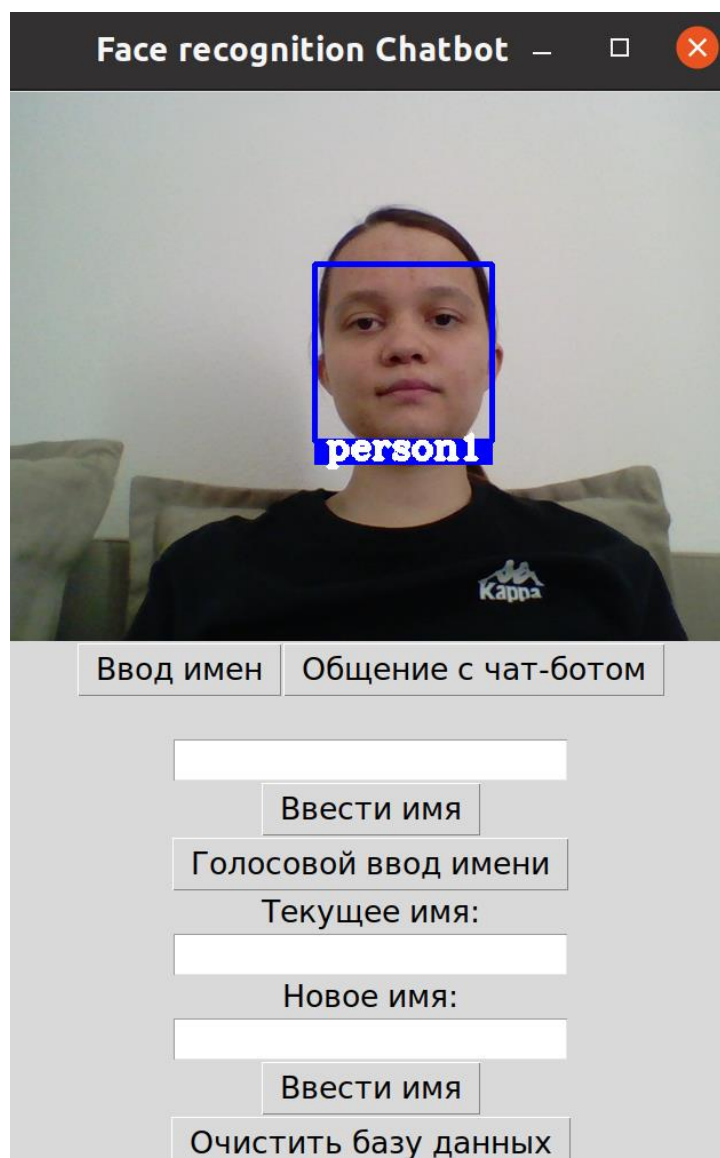 Face recognition Chatbot
person1
Kappa
Ввод имен
Общение с чат-ботом
Ввести имя
Голосовой ввод имени
Текущее имя:
Новое имя:
Ввести имя
Очистить базу данных